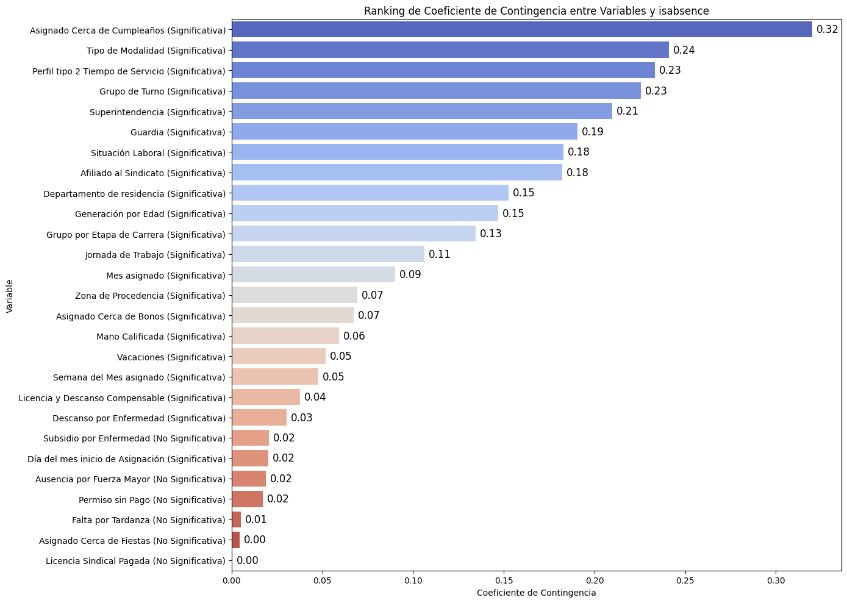 Ranking de Coeficiente de Contingencia entre Variables y isabsence
Asignado Cerca de Cumpleaños (Significativa) 0.32
Tipo de Modalidad (Significativa) 0.24
Perfil tipo 2 Tiempo de Servicio (Significativa) 0.23
Grupo de Turno (Significativa) 0.23
Superintendencia (Significativa) 0.21
Guardia (Significativa) 0.19
Situación Laboral (Significativa) 0.18
Afiliado al Sindicato (Significativa) 0.18
Departamento de residencia (Significativa) 0.15
Generación por Edad (Significativa) 0.15
Grupo por Etapa de Carrera (Significativa) 0.13
Jornada de Trabajo (Significativa) 0.11
Mes asignado (Significativa) 0.09
Zona de Procedencia (Significativa) 0.07
Asignado Cerca de Bonos (Significativa) 0.07
Mano Calificada (Significativa) 0.06
Vacaciones (Significativa) 0.05
Semana del Mes asignado (Significativa) 0.05
Licencia y Descanso Compensable (Significativa) 0.04
Descanso por Enfermedad (Significativa) 0.03
Subsidio por Enfermedad (No Significativa) 0.02
Día del mes inicio de Asignación (Significativa) 0.02
Ausencia por Fuerza Mayor (No Significativa) 0.02
Permiso sin Pago (No Significativa) 0.02
Falta por Tardanza (No Significativa) 0.01
Asignado Cerca de Fiestas (No Significativa) 0.00
Licencia Sindical Pagada (No Significativa) 0.00
Variable
0.00 0.05 0.10 0.15 0.20 0.25 0.30
Coeficiente de Contingencia